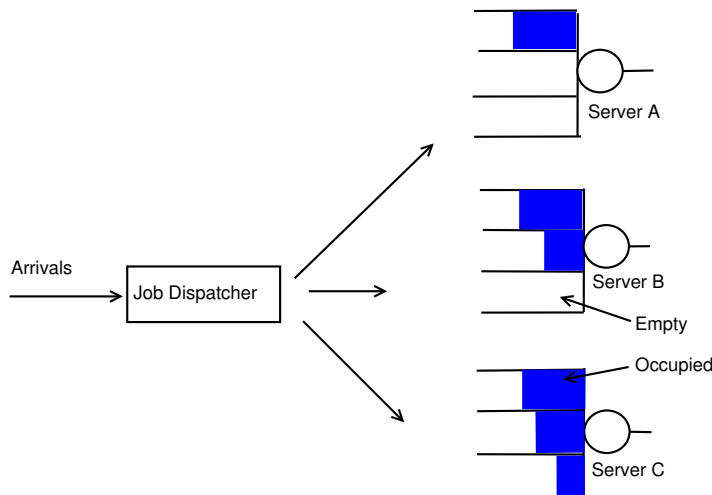 Server A
Arrivals
Job Dispatcher
Server B
Empty
Occupied
Server C